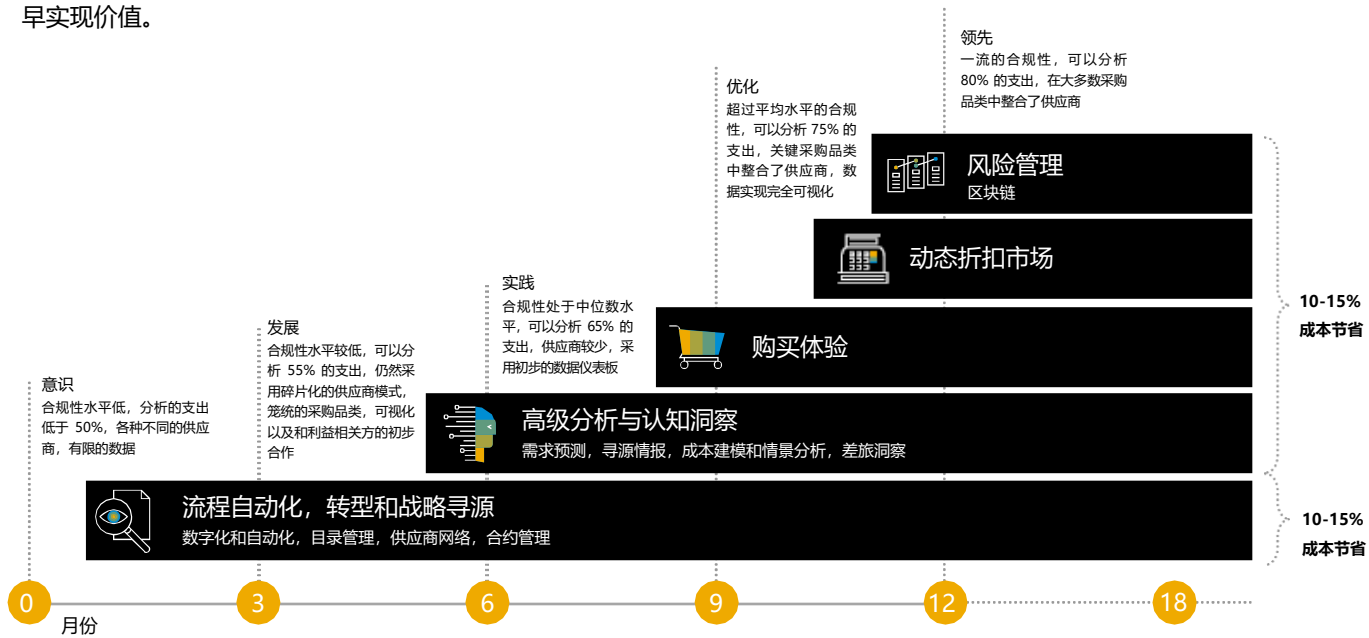 早实现价值。
领先
一流的合规性，可以分析
80% 的支出，在大多数采购
品类中整合了供应商
优化
超过平均水平的合规
性，可以分析 75% 的
支出，关键采购品类
中整合了供应商，数
据实现完全可视化
风险管理
区块链
动态折扣市场
实践
合规性处于中位数水
平，可以分析 65% 的
支出，供应商较少，采
用初步的数据仪表板
10-15%
成本节省
购买体验
发展
合规性水平较低，可以分
析 55% 的支出，仍然采
用碎片化的供应商模式，
笼统的采购品类，可视化
以及和利益相关方的初步
合作
意识
合规性水平低，分析的支出
低于 50%，各种不同的供应
商，有限的数据
高级分析与认知洞察
需求预测，寻源情报，成本建模和情景分析，差旅洞察
流程自动化，转型和战略寻源
数字化和自动化，目录管理，供应商网络，合约管理
10-15%
成本节省
0
3
6
9
12
18
月份